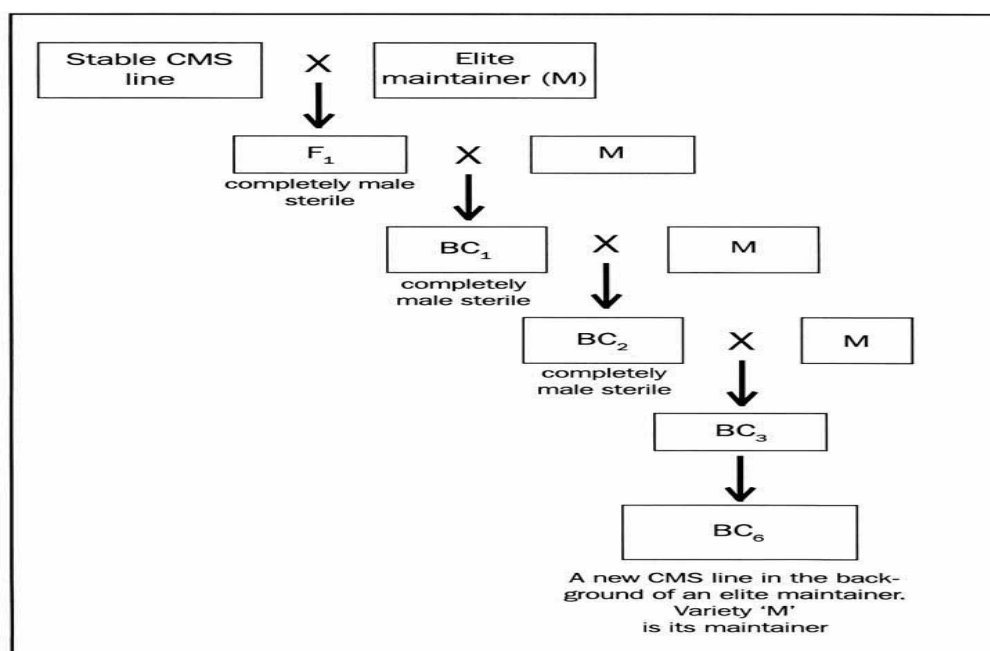 Stable CMS
line
X
Elite
maintainer (M)
F₁
X
M
completely male
sterile
BC₁
X
M
completely
male sterile
BC₂
X
M
completely
male sterile
BC₃
BC₆
A new CMS line in the back-
ground of an elite maintainer.
Variety ‘M’
is its maintainer